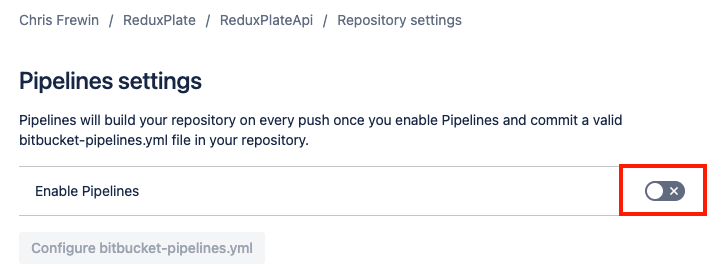 Chris Frewin / ReduxPlate / ReduxPlateApi / Repository settings
Pipelines settings
Pipelines will build your repository on every push once you enable Pipelines and commit a valid
bitbucket-pipelines.yml file in your repository.
Enable Pipelines
Configure bitbucket-pipelines.yml